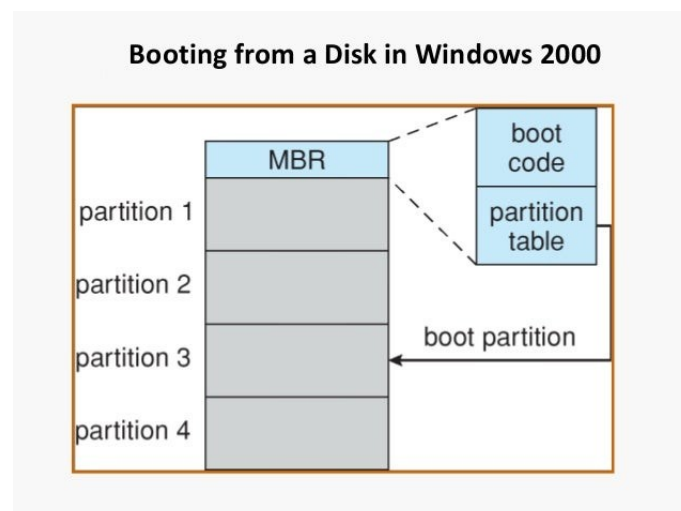 Booting from a Disk in Windows 2000
MBR
boot
code
partition
table
partition 1
partition 2
boot partition
partition 3
partition 4